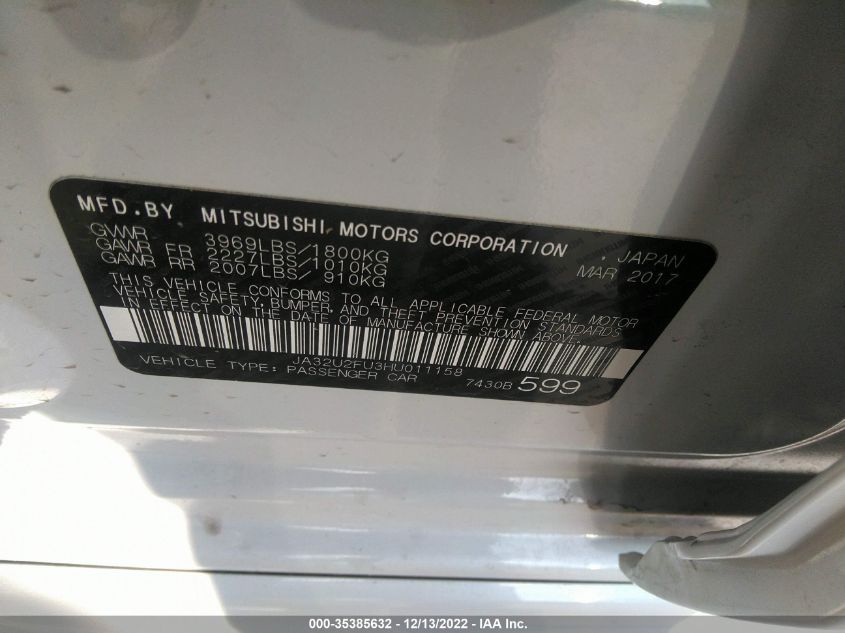 MFD.BY MITSUBISHI MOTORS CORPORATION . JAPAN
GVWR 3969LBS/1800KG MAR 2017
GAWR FR 2227LBS/1010KG
GAWR RR 2007LBS/ 910KG
THIS VEHICLE CONFORMS TO ALL APPLICABLE FEDERAL MOTOR
VEHICLE SAFETY, BUMPER, AND THEFT PREVENTION STANDARDS
IN EFFECT ON THE DATE OF MANUFACTURE SHOWN ABOVE.
JA32U2FU3HU011158
VEHICLE TYPE: PASSENGER CAR 7430B 599
000-35385632 - 12/13/2022 - IAA Inc.